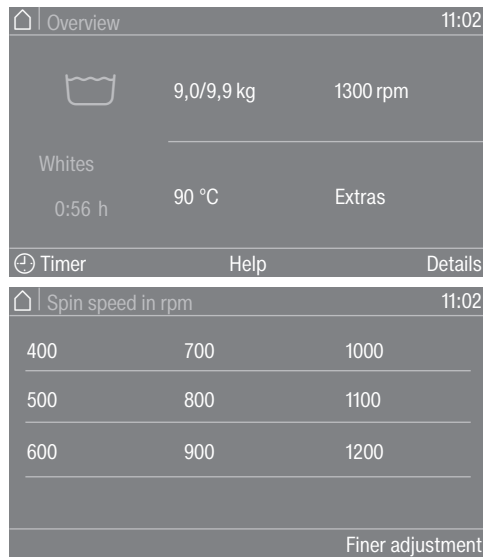 Overview 11:02
9,0/9,9 kg 1300 rpm
Whites
0:56 h
90 °C Extras
Timer Help Details
Spin speed in rpm 11:02
400 700 1000
500 800 1100
600 900 1200
Finer adjustment